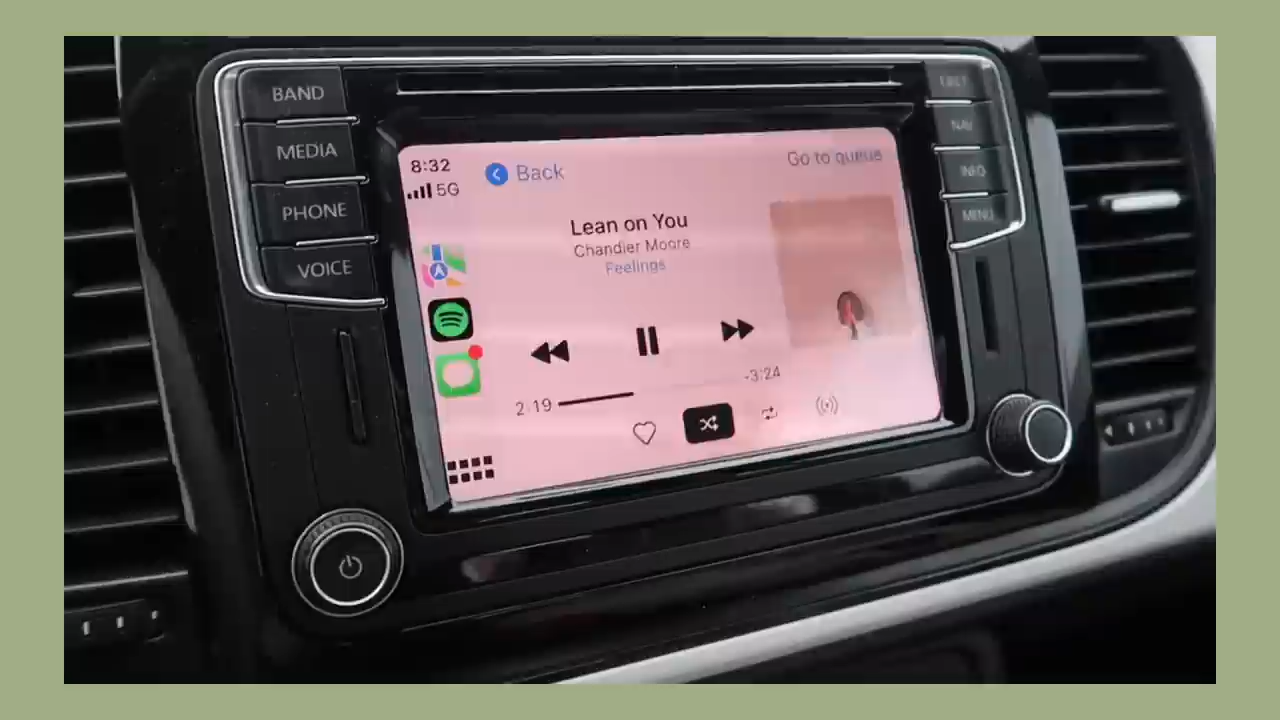 BAND
MEDIA
PHONE
VOICE
8:32
5G
Back
Go to queue
Lean on You
Chandler Moore
Feelings
2:19
-3:24
EJECT
NAV
INFO
MENU